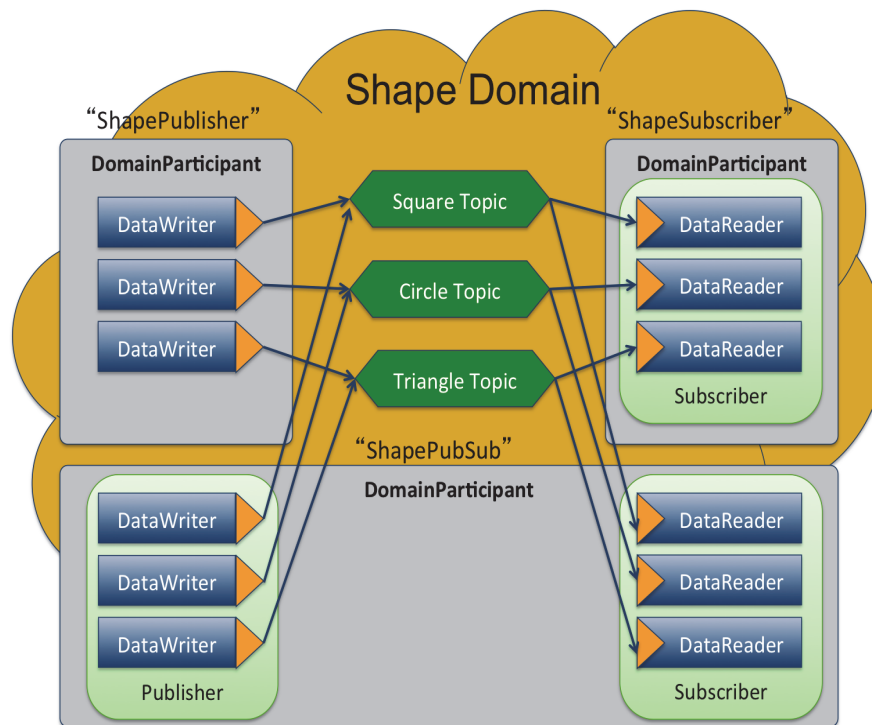 Shape Domain
“ShapePublisher”
DomainParticipant
DataWriter
DataWriter
DataWriter
Square Topic
Circle Topic
Triangle Topic
“ShapeSubscriber”
DomainParticipant
DataReader
DataReader
DataReader
Subscriber
“ShapePubSub”
DomainParticipant
DataWriter
DataWriter
DataWriter
Publisher
DataReader
DataReader
DataReader
Subscriber